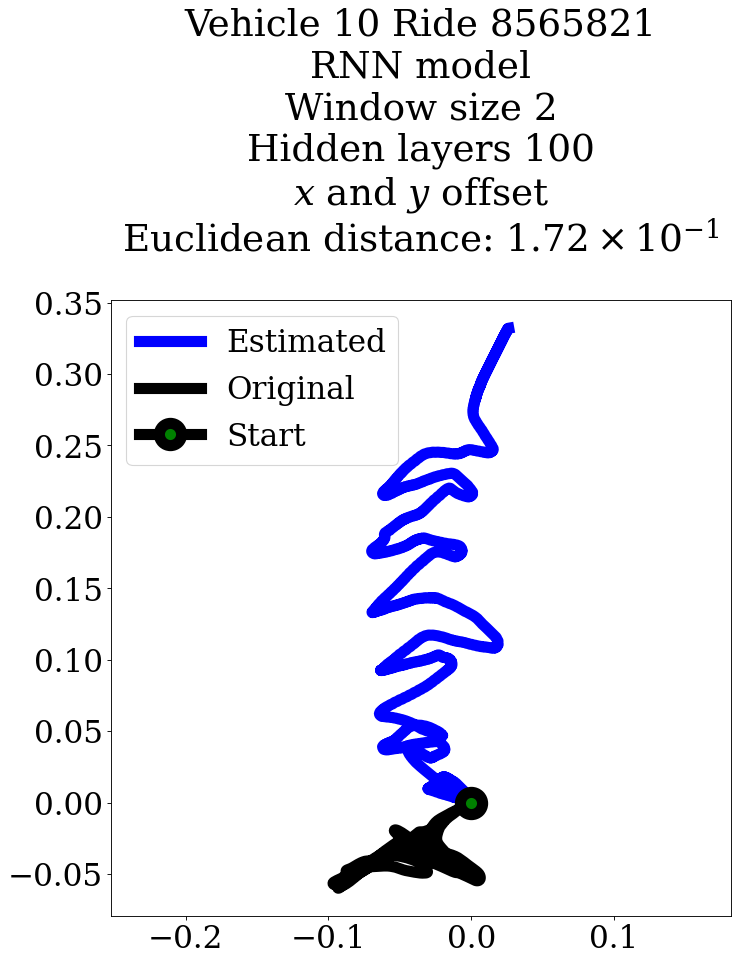 Vehicle 10 Ride 8565821
RNN model
Window size 2
Hidden layers 100
x and y offset
Euclidean distance: 1.72 × 10⁻¹
0.35
0.30
0.25
0.20
0.15
0.10
0.05
0.00
−0.05
Estimated
Original
Start
−0.2
−0.1
0.0
0.1